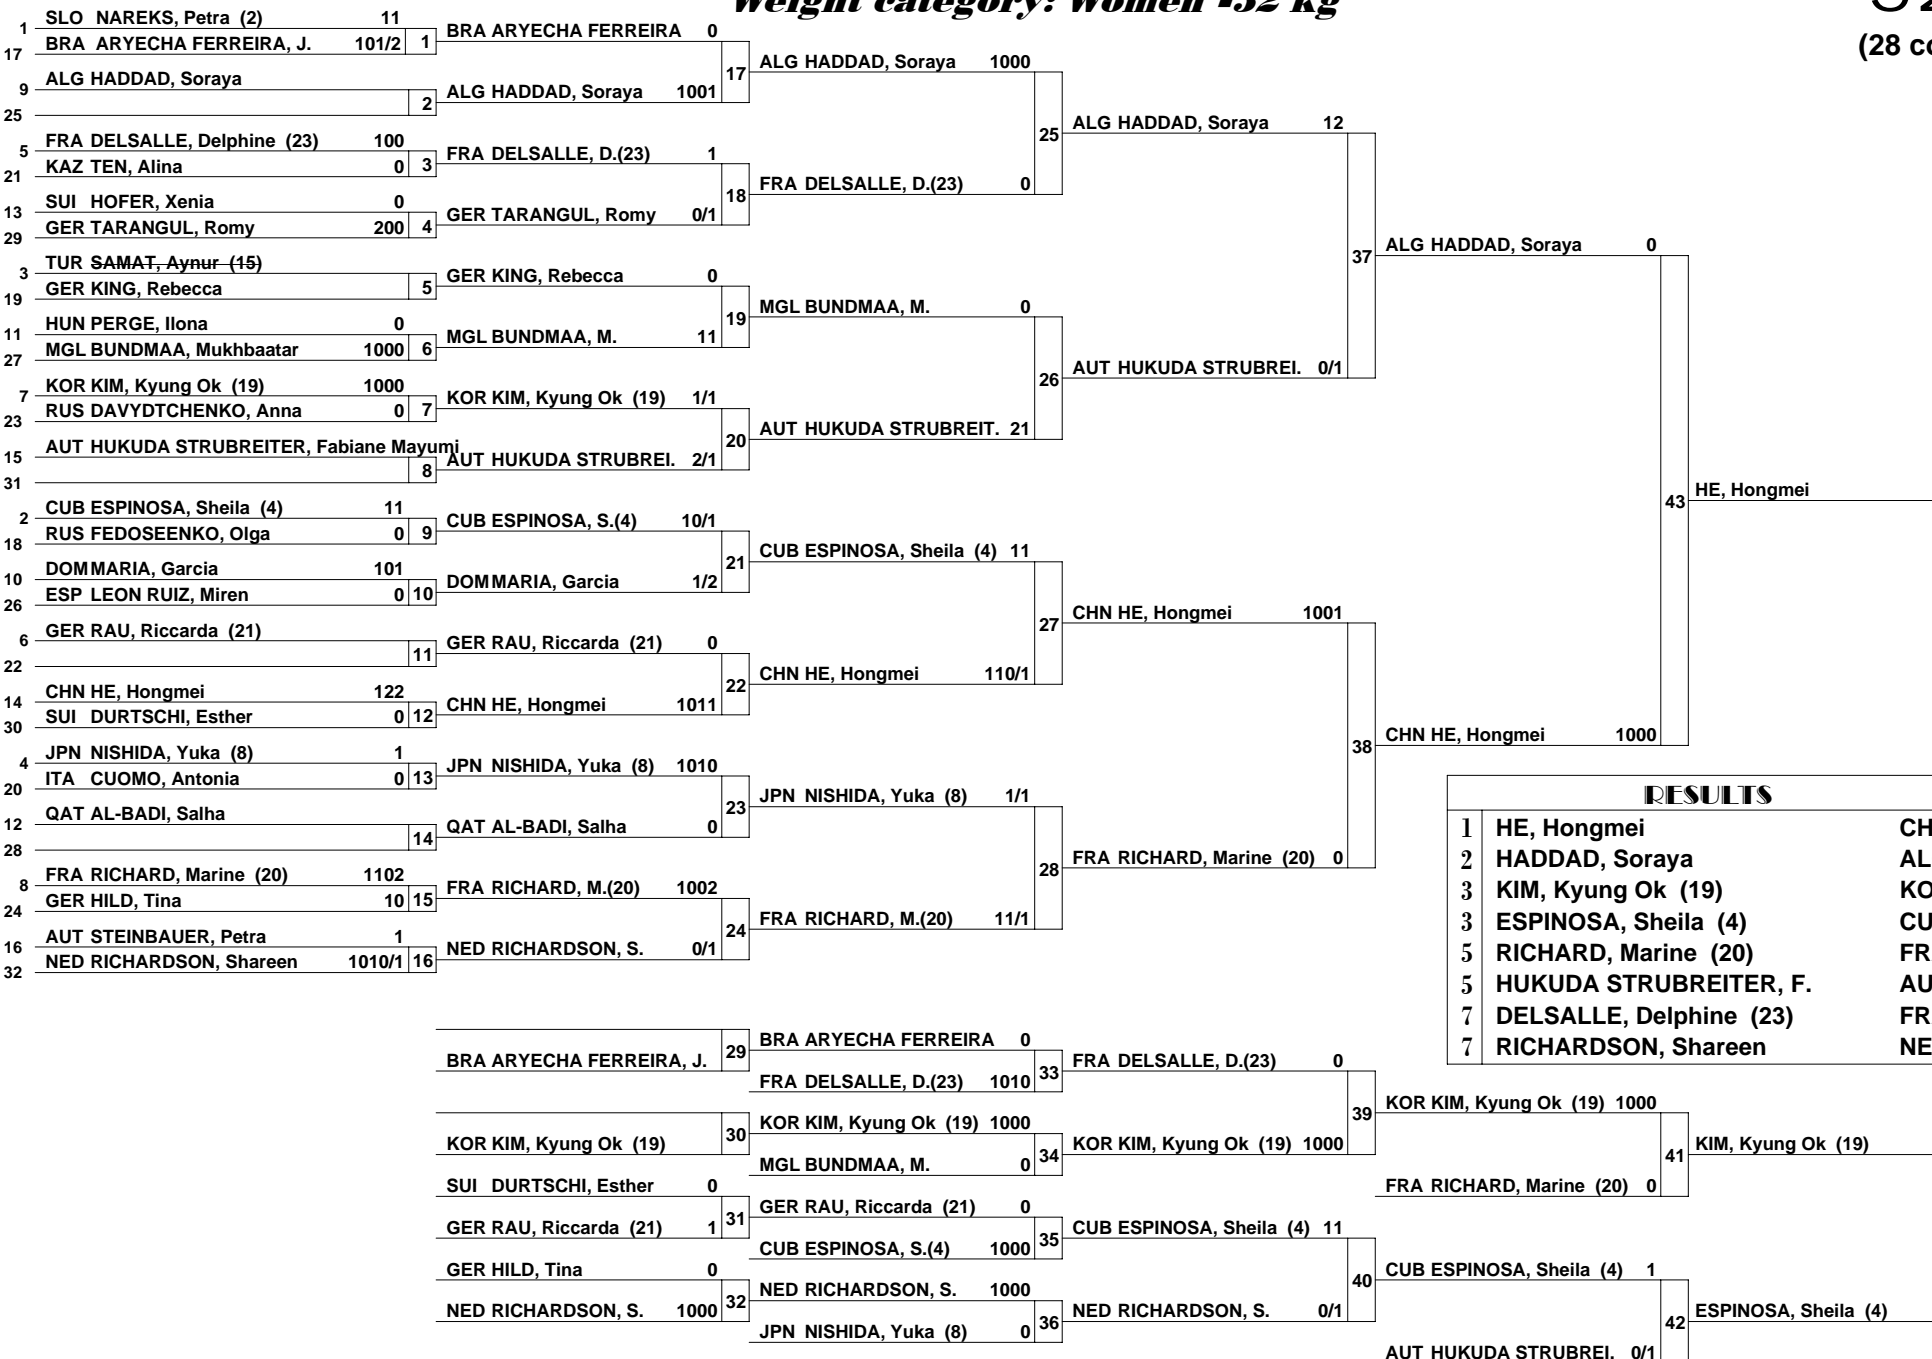 Weight category: Women -52 kg
(28
1 SLO NAREKS, Petra (2) 11
17 BRA ARYECHA FERREIRA, J. 101/2 1
9 ALG HADDAD, Soraya
25 2
5 FRA DELSALLE, Delphine (23) 100
21 KAZ TEN, Alina 0 3
13 SUI HOFER, Xenia 0
29 GER TARANGUL, Romy 200 4
3 TUR SAMAT, Aynur (15)
19 GER KING, Rebecca 5
11 HUN PERGE, Ilona 0
27 MGL BUNDMAA, Mukhbaatar 1000 6
7 KOR KIM, Kyung Ok (19) 1000
23 RUS DAVYDTCHENKO, Anna 0 7
15 AUT HUKUDA STRUBREITER, Fabiane Mayumi
31 8
2 CUB ESPINOSA, Sheila (4) 11
18 RUS FEDOSEENKO, Olga 0 9
10 DOM MARIA, Garcia 101
26 ESP LEON RUIZ, Miren 0 10
6 GER RAU, Riccarda (21)
22 11
14 CHN HE, Hongmei 122
30 SUI DURTSCHI, Esther 0 12
4 JPN NISHIDA, Yuka (8) 1
20 ITA CUOMO, Antonia 0 13
12 QAT AL-BADI, Salha
28 14
8 FRA RICHARD, Marine (20) 1102
24 GER HILD, Tina 10 15
16 AUT STEINBAUER, Petra 1
32 NED RICHARDSON, Shareen 1010/1 16
BRA ARYECHA FERREIRA 0
17
ALG HADDAD, Soraya 1001
FRA DELSALLE, D.(23) 1
18
GER TARANGUL, Romy 0/1
GER KING, Rebecca 0
19
MGL BUNDMAA, M. 11
KOR KIM, Kyung Ok (19) 1/1
20
AUT HUKUDA STRUBREI. 2/1
CUB ESPINOSA, S.(4) 10/1
21
DOM MARIA, Garcia 1/2
GER RAU, Riccarda (21) 0
22
CHN HE, Hongmei 1011
JPN NISHIDA, Yuka (8) 1010
23
QAT AL-BADI, Salha 0
FRA RICHARD, M.(20) 1002
24
NED RICHARDSON, S. 0/1
ALG HADDAD, Soraya 1000
25
FRA DELSALLE, D.(23) 0
MGL BUNDMAA, M. 0
26
AUT HUKUDA STRUBREIT. 21
CUB ESPINOSA, Sheila (4) 11
27
CHN HE, Hongmei 110/1
JPN NISHIDA, Yuka (8) 1/1
28
FRA RICHARD, M.(20) 11/1
ALG HADDAD, Soraya 12
37
AUT HUKUDA STRUBREI. 0/1
CHN HE, Hongmei 1001
38
FRA RICHARD, Marine (20) 0
ALG HADDAD, Soraya 0
43
CHN HE, Hongmei 1000
HE, Hongmei
RESULTS
1 HE, Hongmei CH
2 HADDAD, Soraya AL
3 KIM, Kyung Ok (19) KO
3 ESPINOSA, Sheila (4) CU
5 RICHARD, Marine (20) FR
5 HUKUDA STRUBREITER, F. AU
7 DELSALLE, Delphine (23) FR
7 RICHARDSON, Shareen NE
29
BRA ARYECHA FERREIRA, J.
30
KOR KIM, Kyung Ok (19)
SUI DURTSCHI, Esther 0
31
GER RAU, Riccarda (21) 1
GER HILD, Tina 0
32
NED RICHARDSON, S. 1000
BRA ARYECHA FERREIRA 0
33
FRA DELSALLE, D.(23) 1010
KOR KIM, Kyung Ok (19) 1000
34
MGL BUNDMAA, M. 0
GER RAU, Riccarda (21) 0
35
CUB ESPINOSA, S.(4) 1000
NED RICHARDSON, S. 1000
36
JPN NISHIDA, Yuka (8) 0
FRA DELSALLE, D.(23) 0
39
KOR KIM, Kyung Ok (19) 1000
CUB ESPINOSA, Sheila (4) 11
40
NED RICHARDSON, S. 0/1
KOR KIM, Kyung Ok (19) 1000
41
FRA RICHARD, Marine (20) 0
CUB ESPINOSA, Sheila (4) 1
42
AUT HUKUDA STRUBREI. 0/1
KIM, Kyung Ok (19)
ESPINOSA, Sheila (4)